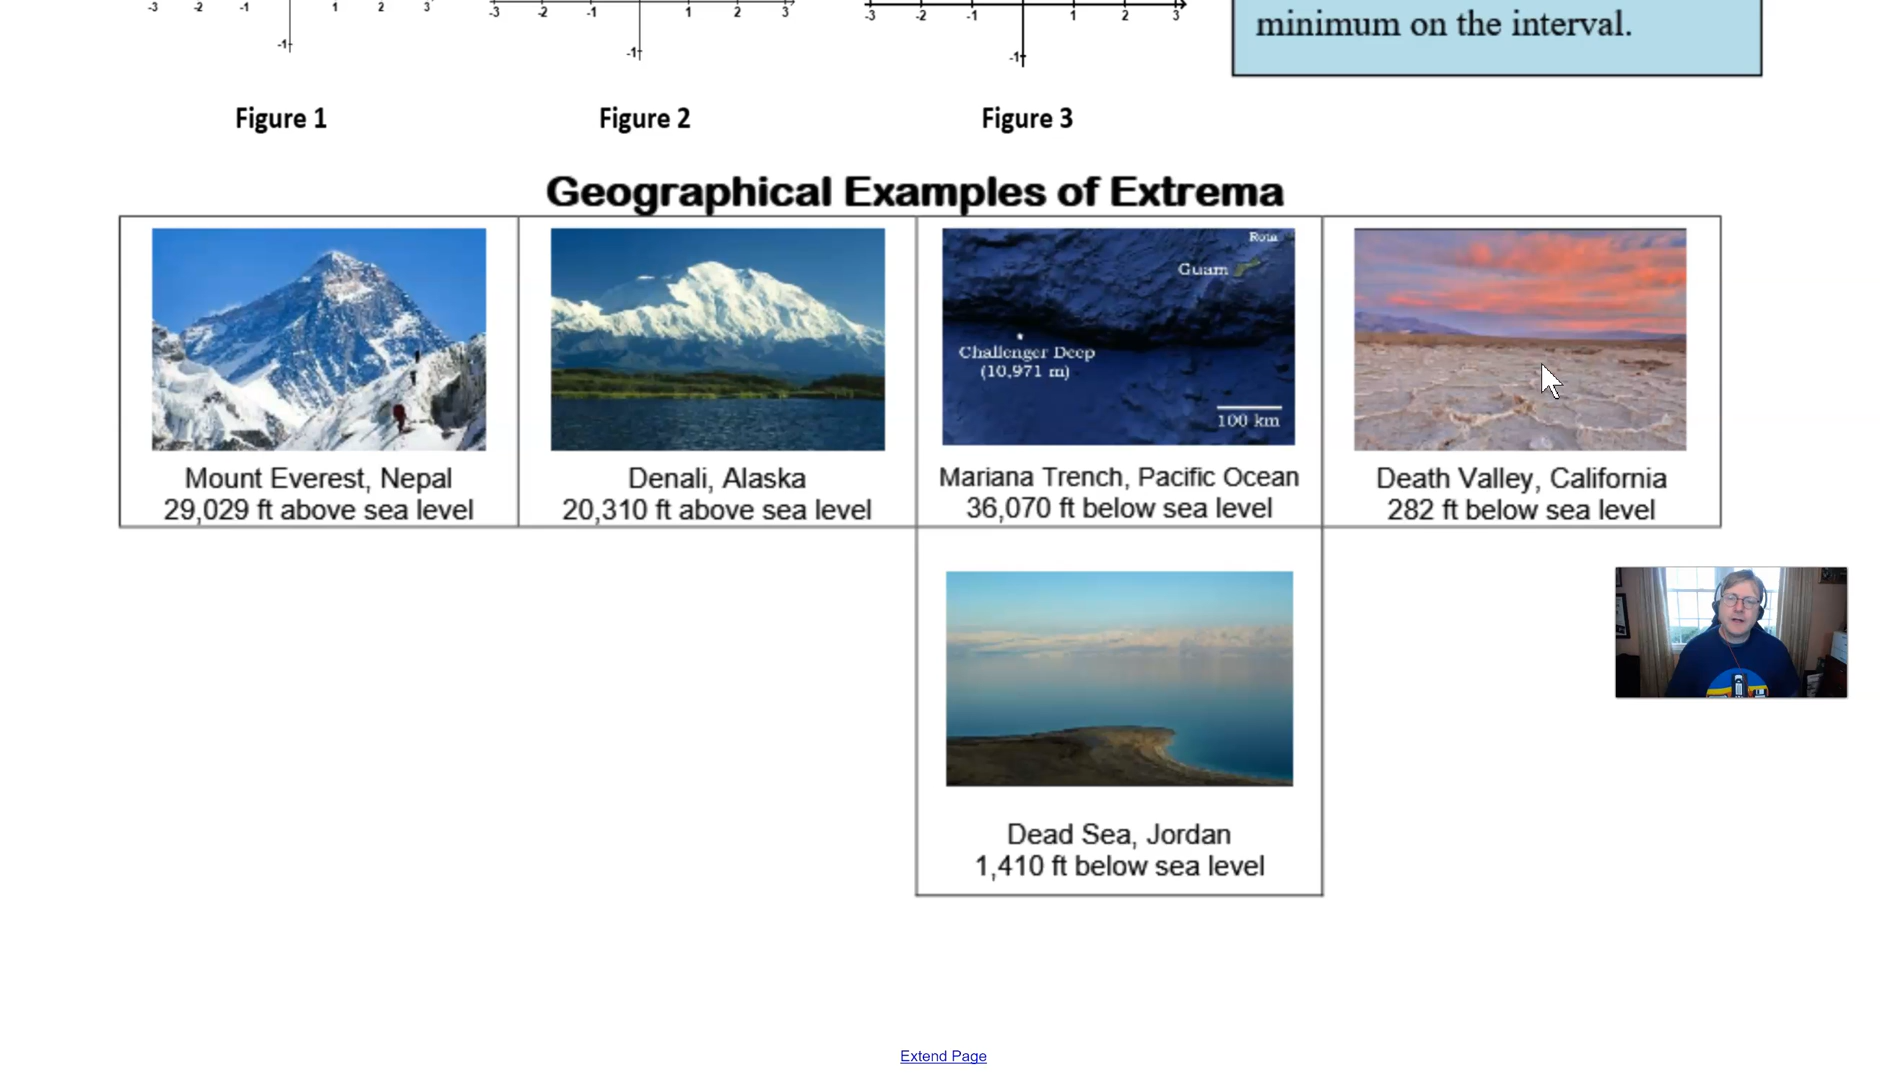 -3 -2 -1 1 2 3 -3 -2 -1 1 2 3 -3 -2 -1 1 2 3
minimum on the interval.
-1 -1 -1
Figure 1 Figure 2 Figure 3
Geographical Examples of Extrema
Rota
Guam
Challenger Deep
(10,971 m)
100 km
Mount Everest, Nepal
29,029 ft above sea level
Denali, Alaska
20,310 ft above sea level
Mariana Trench, Pacific Ocean
36,070 ft below sea level
Death Valley, California
282 ft below sea level
Dead Sea, Jordan
1,410 ft below sea level
Extend Page